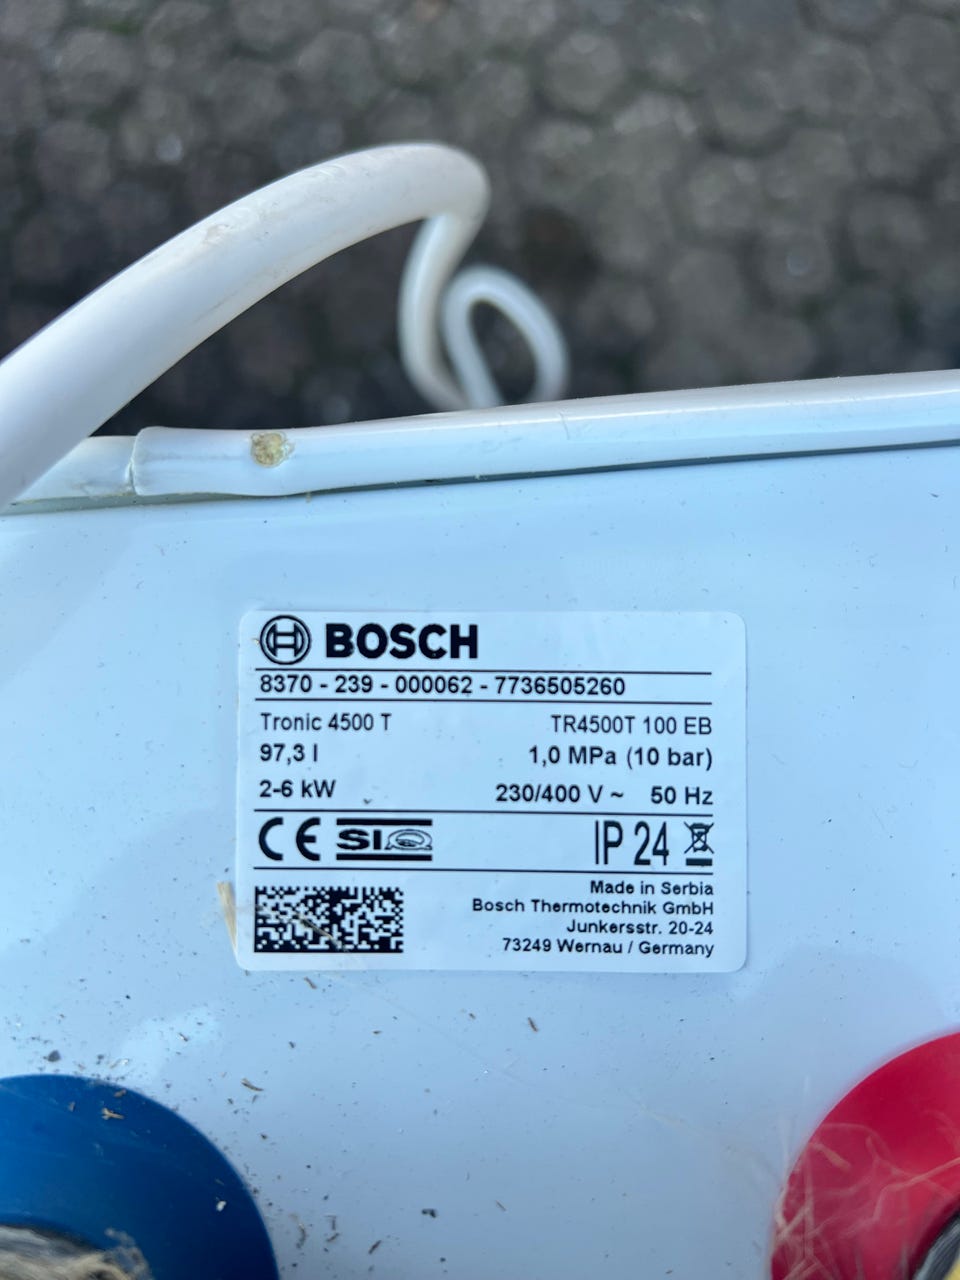 BOSCH
8370 - 239 - 000062 - 7736505260
Tronic 4500 T TR4500T 100 EB
97,3 l 1,0 MPa (10 bar)
2-6 kW 230/400 V ~ 50 Hz
CE SIQ IP 24
Made in Serbia
Bosch Thermotechnik GmbH
Junkersstr. 20-24
73249 Wernau / Germany